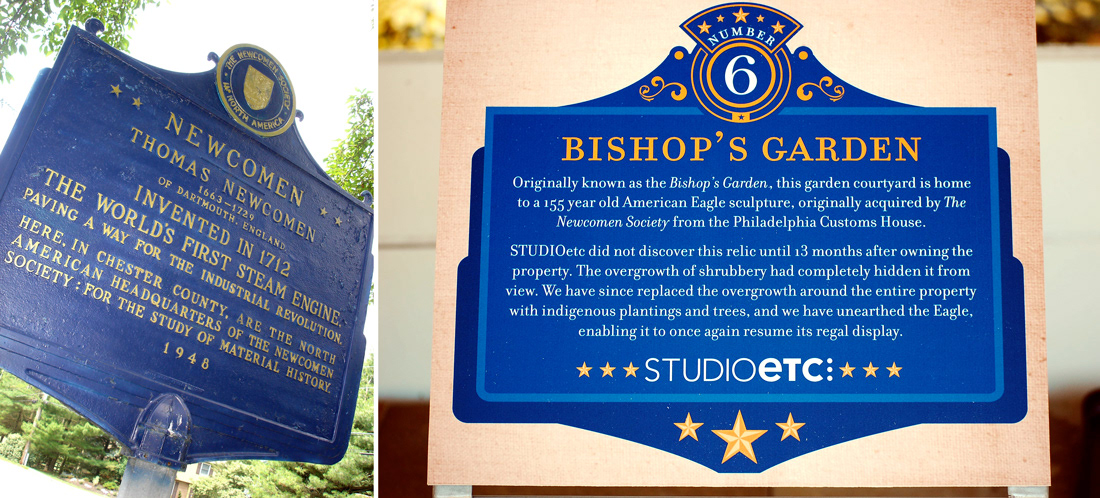 THE NEWCOMEN SOCIETY
IN NORTH AMERICA
NEWCOMEN
THOMAS NEWCOMEN
1663–1729
OF DARTMOUTH, ENGLAND
INVENTED IN 1712
THE WORLD'S FIRST STEAM ENGINE,
PAVING A WAY FOR THE INDUSTRIAL REVOLUTION.
HERE, IN CHESTER COUNTY, ARE THE NORTH
AMERICAN HEADQUARTERS OF THE NEWCOMEN
SOCIETY: FOR THE STUDY OF MATERIAL HISTORY.
1948
NUMBER
6
BISHOP'S GARDEN
Originally known as the Bishop's Garden, this garden courtyard is home
to a 155 year old American Eagle sculpture, originally acquired by The
Newcomen Society from the Philadelphia Customs House.
STUDIOetc did not discover this relic until 13 months after owning the
property. The overgrowth of shrubbery had completely hidden it from
view. We have since replaced the overgrowth around the entire property
with indigenous plantings and trees, and we have unearthed the Eagle,
enabling it to once again resume its regal display.
STUDIOetc: